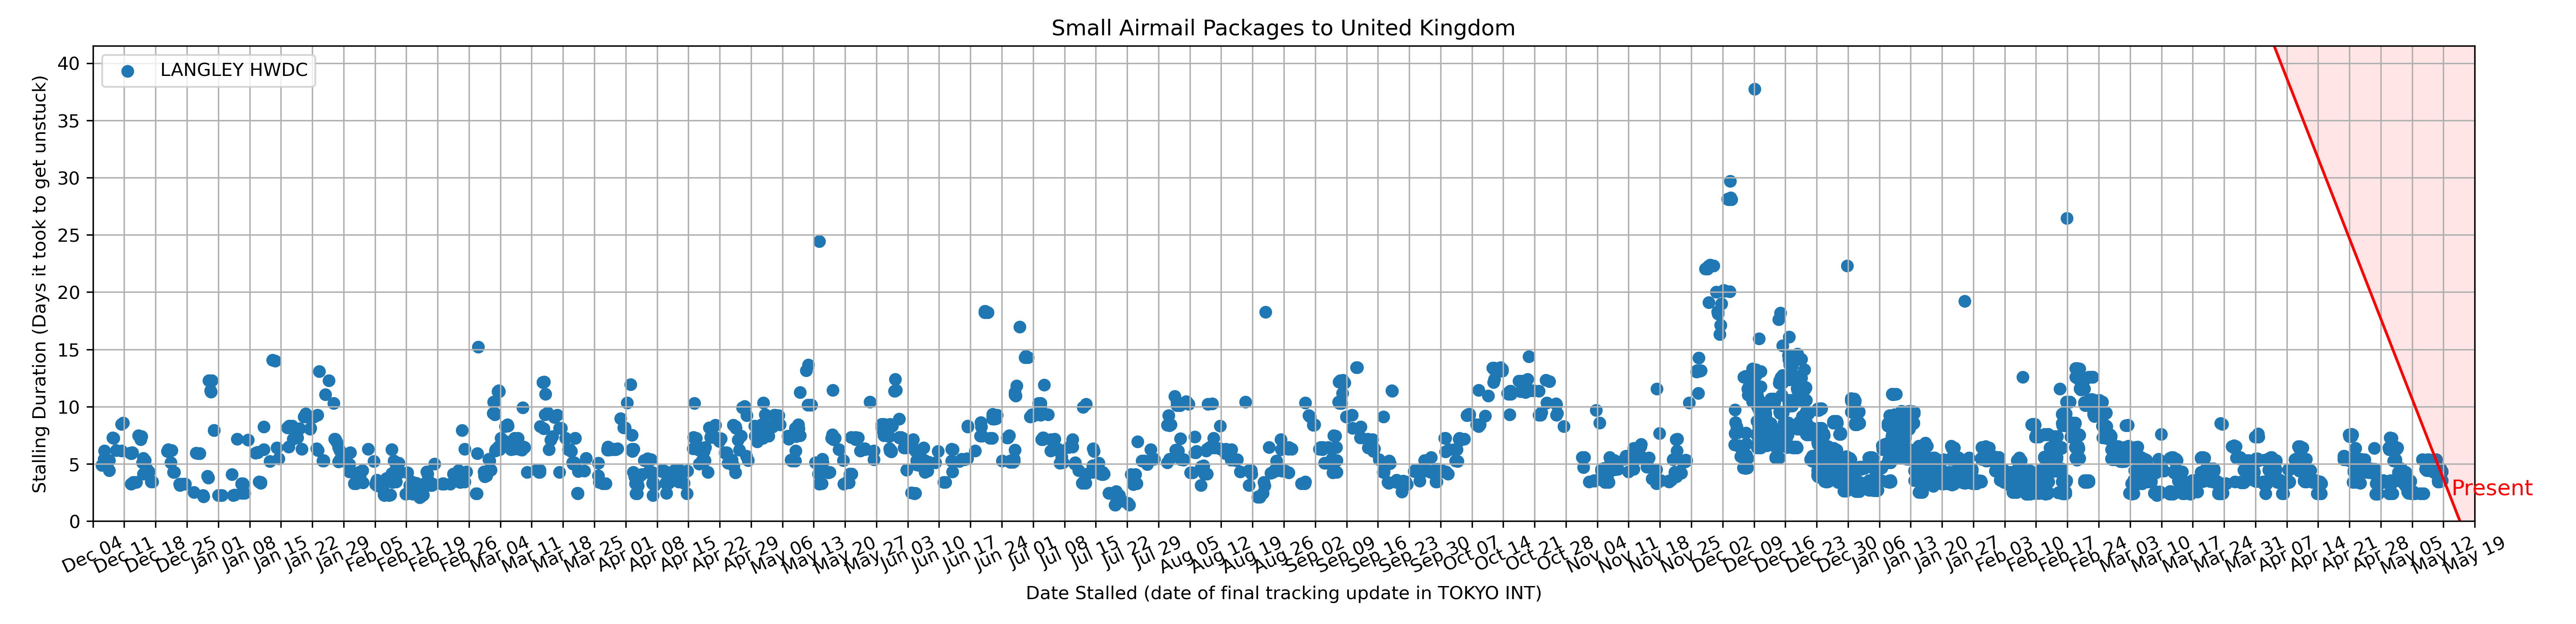 Small Airmail Packages to United Kingdom
LANGLEY HWDC
Stalling Duration (Days it took to get unstuck)
40
35
30
25
20
15
10
5
0
Present
Dec 04
Dec 11
Dec 18
Dec 25
Jan 01
Jan 08
Jan 15
Jan 22
Jan 29
Feb 05
Feb 12
Feb 19
Feb 26
Mar 04
Mar 11
Mar 18
Mar 25
Apr 01
Apr 08
Apr 15
Apr 22
Apr 29
May 06
May 13
May 20
May 27
Jun 03
Jun 10
Jun 17
Jun 24
Jul 01
Jul 08
Jul 15
Jul 22
Jul 29
Aug 05
Aug 12
Aug 19
Aug 26
Sep 02
Sep 09
Sep 16
Sep 23
Sep 30
Oct 07
Oct 14
Oct 21
Oct 28
Nov 04
Nov 11
Nov 18
Nov 25
Dec 02
Dec 09
Dec 16
Dec 23
Dec 30
Jan 06
Jan 13
Jan 20
Jan 27
Feb 03
Feb 10
Feb 17
Feb 24
Mar 03
Mar 10
Mar 17
Mar 24
Mar 31
Apr 07
Apr 14
Apr 21
Apr 28
May 05
May 12
May 19
Date Stalled (date of final tracking update in TOKYO INT)